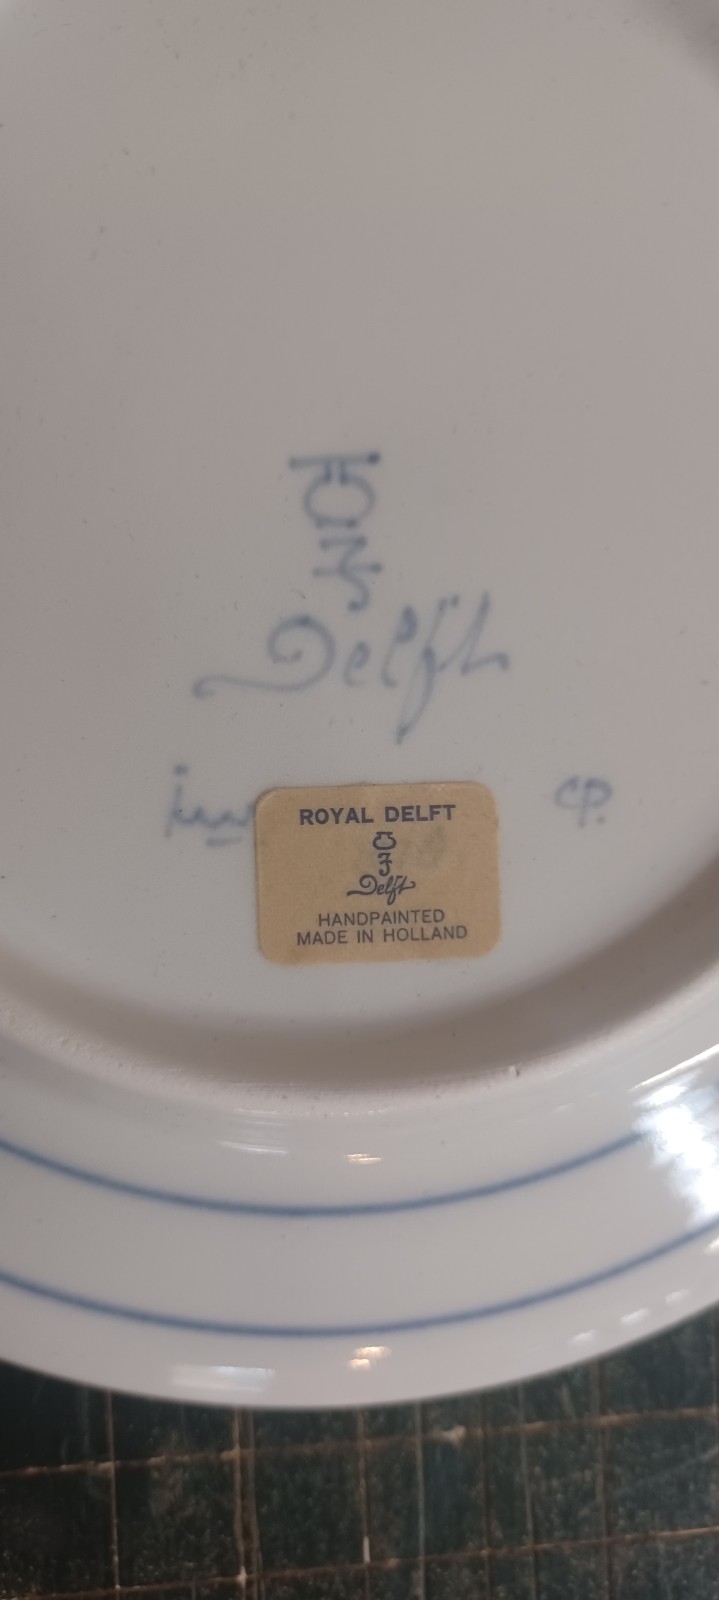 Delft
CP.
ROYAL DELFT
Delft
HANDPAINTED
MADE IN HOLLAND